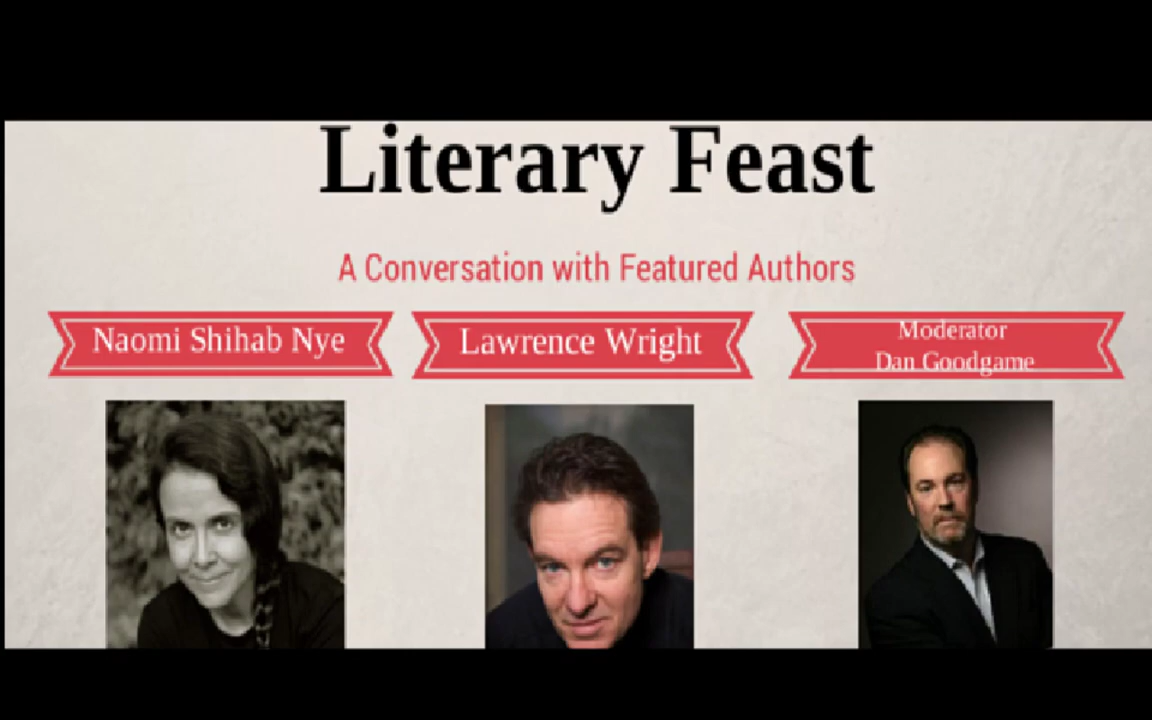 Literary Feast
A Conversation with Featured Authors
Naomi Shihab Nye
Lawrence Wright
Moderator
Dan Goodgame